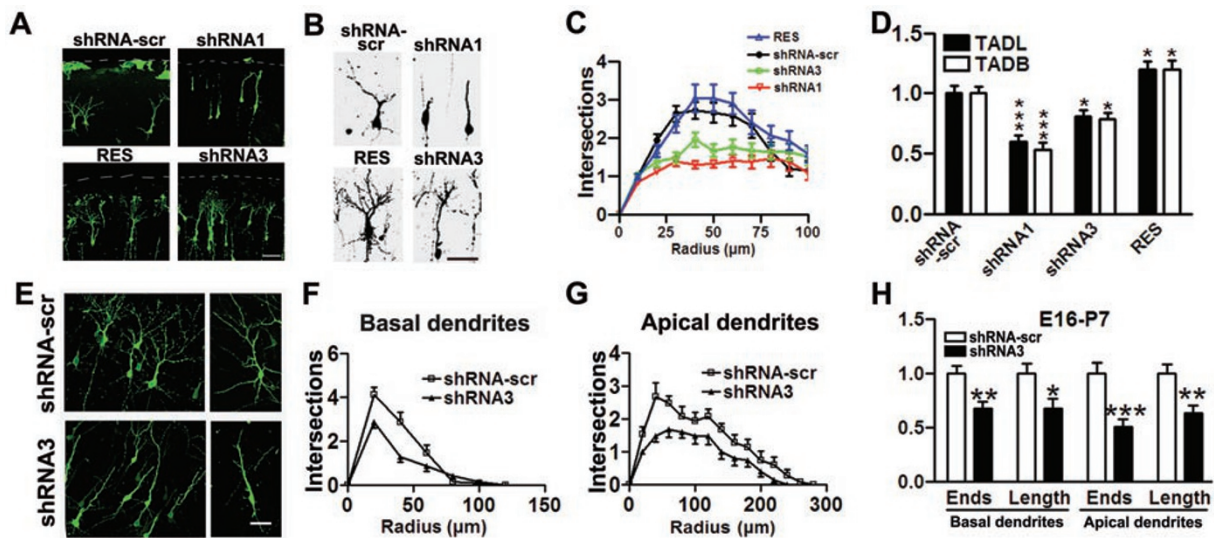 A
shRNA-scr
shRNA1
RES
shRNA3
B
shRNA-
scr
shRNA1
RES
shRNA3
C
RES
shRNA-scr
shRNA3
shRNA1
Intersections
4
3
2
1
0
0 25 50 75 100
Radius (µm)
D
TADL
TADB
1.5
1.0
0.5
0.0
***
***
*
*
*
*
shRNA
-scr
shRNA1
shRNA3
RES
E
shRNA-scr
shRNA3
F
Basal dendrites
shRNA-scr
shRNA3
Intersections
6
4
2
0
0 50 100 150
Radius (µm)
G
Apical dendrites
shRNA-scr
shRNA3
Intersections
4
3
2
1
0
0 100 200 300
Radius (µm)
H
E16-P7
shRNA-scr
shRNA3
1.5
1.0
0.5
0.0
**
*
***
**
Ends Length Ends Length
Basal dendrites Apical dendrites